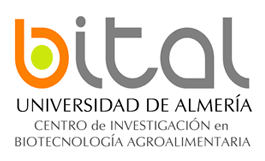 bital
UNIVERSIDAD DE ALMERÍA
CENTRO de INVESTIGACIÓN en
BIOTECNOLOGÍA AGROALIMENTARIA